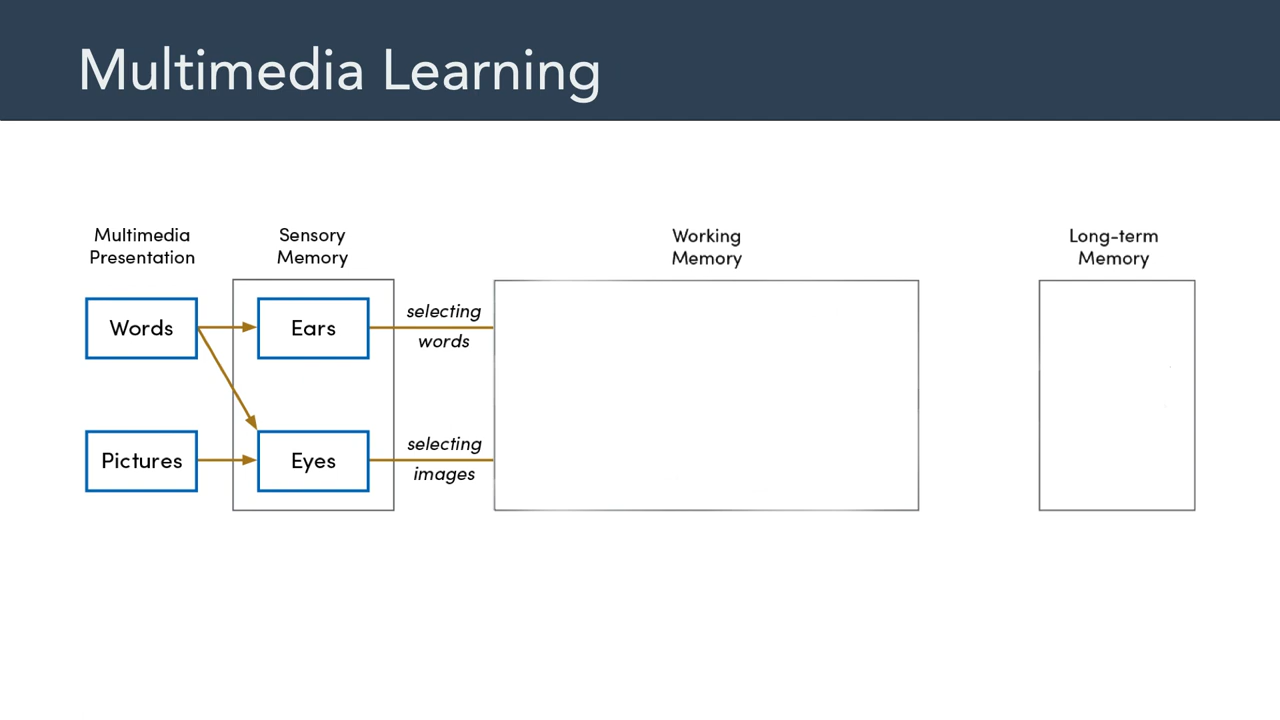 Multimedia Learning
Multimedia
Presentation
Sensory
Memory
Working
Memory
Long-term
Memory
Words
Ears
selecting
words
Pictures
Eyes
selecting
images